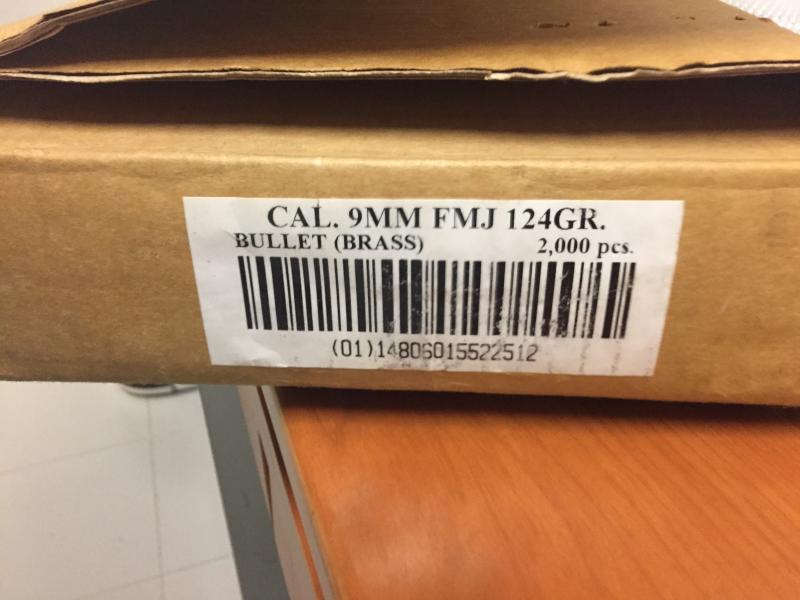 CAL. 9MM FMJ 124GR.
BULLET (BRASS) 2,000 pcs.
(01)14806015522512